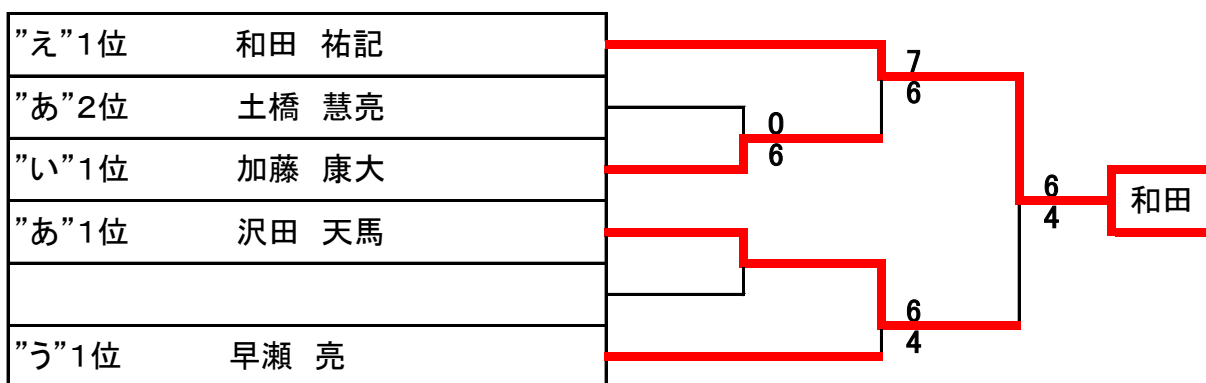 ”え”1位 和田 祐記
”あ”2位 土橋 慧亮
”い”1位 加藤 康大
”あ”1位 沢田 天馬
”う”1位 早瀬 亮
0
6
7
6
6
4
6
4
和田